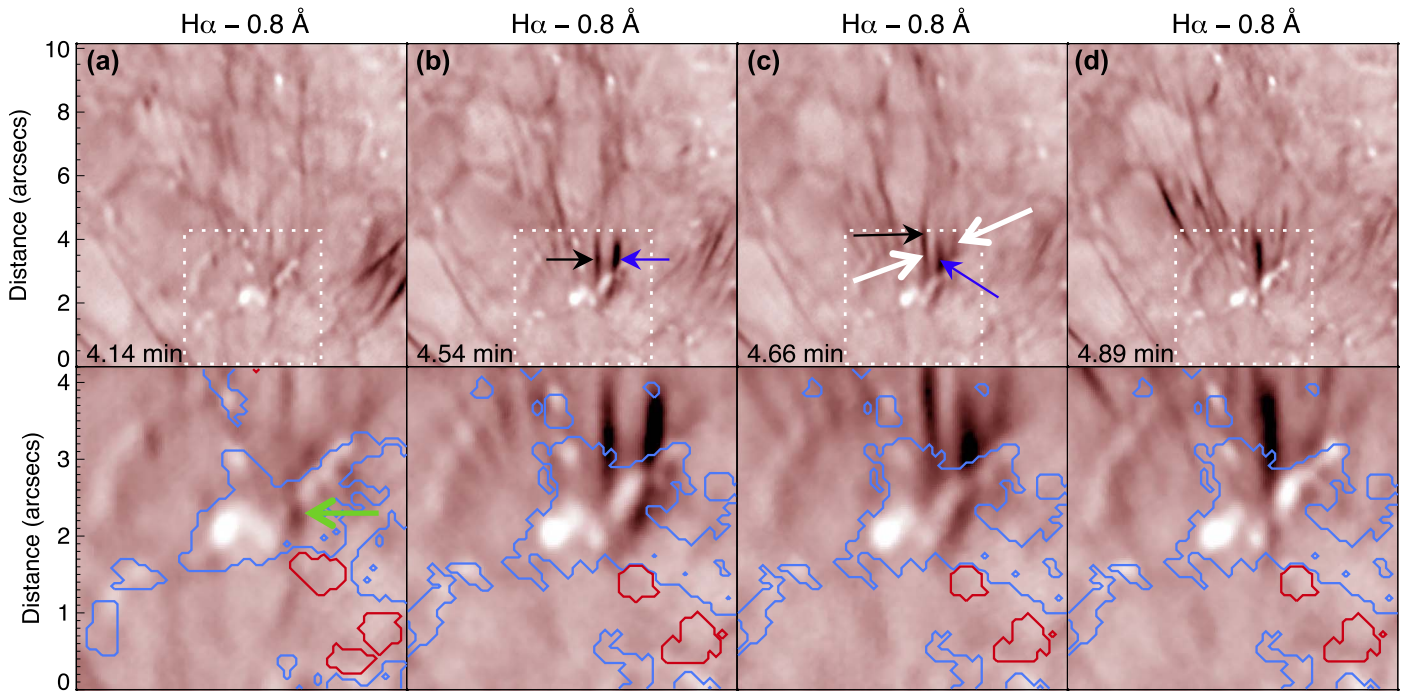 Hα – 0.8 Å
Hα – 0.8 Å
Hα – 0.8 Å
Hα – 0.8 Å
Distance (arcsecs)
10
8
6
4
2
0
(a)
4.14 min
(b)
4.54 min
(c)
4.66 min
(d)
4.89 min
Distance (arcsecs)
4
3
2
1
0